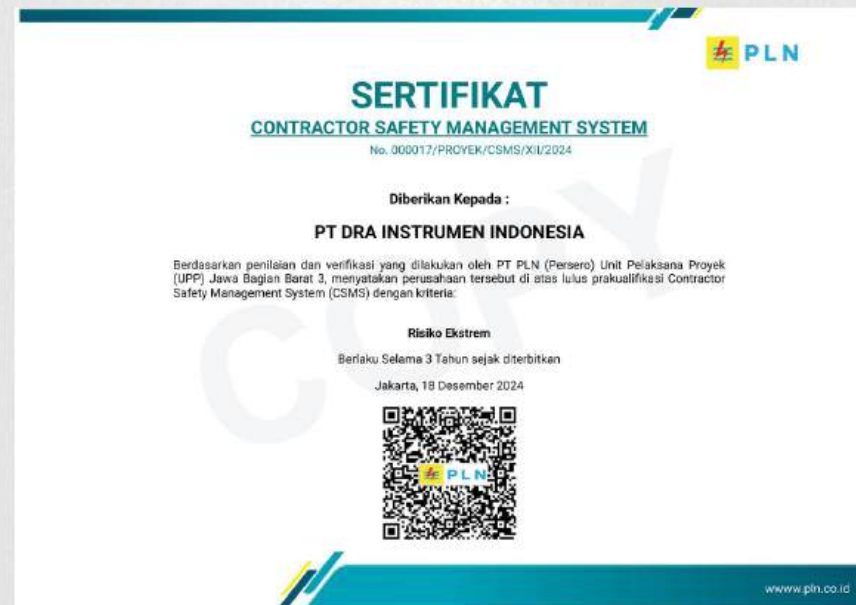 PLN
SERTIFIKAT
CONTRACTOR SAFETY MANAGEMENT SYSTEM
No. 000017/PROYEK/CSMS/XII/2024
Diberikan Kepada :
PT DRA INSTRUMEN INDONESIA
Berdasarkan penilaian dan verifikasi yang dilakukan oleh PT PLN (Persero) Unit Pelaksana Proyek
(UPP) Jawa Bagian Barat 3, menyatakan perusahaan tersebut di atas lulus prakualifikasi Contractor
Safety Management System (CSMS) dengan kriteria:
Risiko Ekstrem
Berlaku Selama 3 Tahun sejak diterbitkan
Jakarta, 18 Desember 2024
PLN
COPY
wwww.pln.co.id